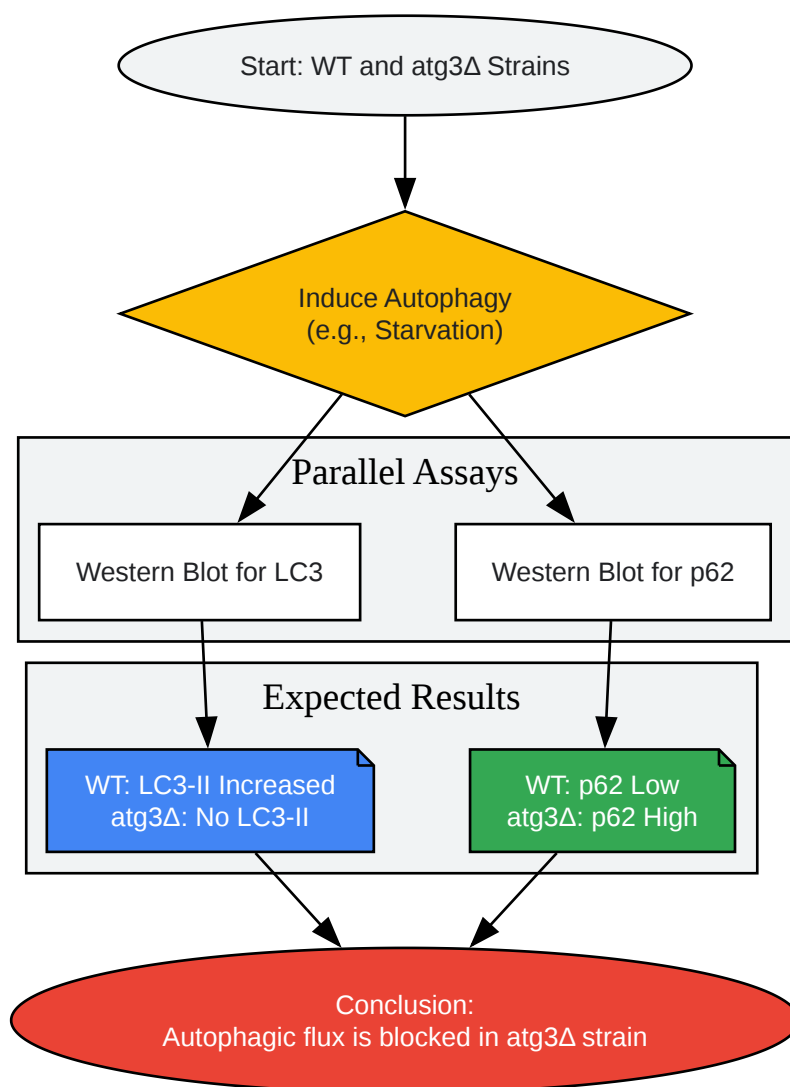 Start: WT and atg3Δ Strains
Induce Autophagy
(e.g., Starvation)
Parallel Assays
Western Blot for LC3
Western Blot for p62
Expected Results
WT: LC3-II Increased
atg3Δ: No LC3-II
WT: p62 Low
atg3Δ: p62 High
Conclusion:
Autophagic flux is blocked in atg3Δ strain